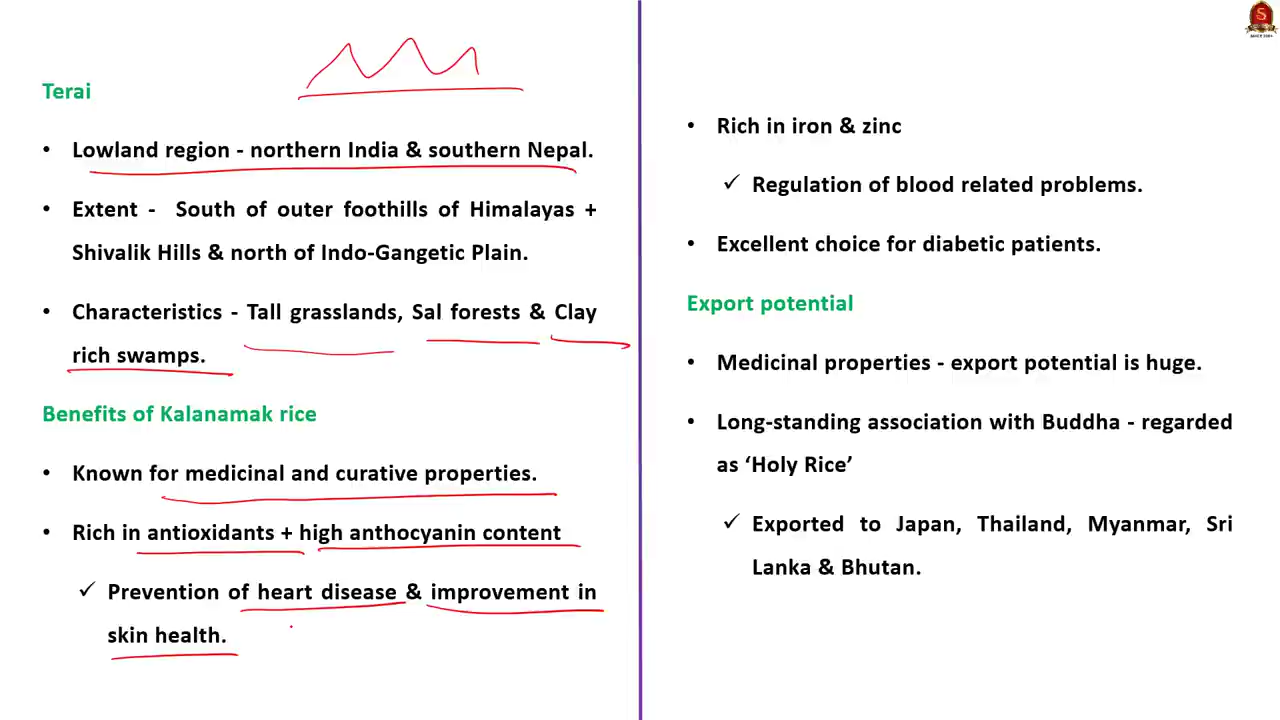 Terai
• Lowland region - northern India & southern Nepal.
• Extent - South of outer foothills of Himalayas +
Shivalik Hills & north of Indo-Gangetic Plain.
• Characteristics - Tall grasslands, Sal forests & Clay
rich swamps.
Benefits of Kalanamak rice
• Known for medicinal and curative properties.
• Rich in antioxidants + high anthocyanin content
✓ Prevention of heart disease & improvement in
skin health.
• Rich in iron & zinc
✓ Regulation of blood related problems.
• Excellent choice for diabetic patients.
Export potential
• Medicinal properties - export potential is huge.
• Long-standing association with Buddha - regarded
as ‘Holy Rice’
✓ Exported to Japan, Thailand, Myanmar, Sri
Lanka & Bhutan.
S